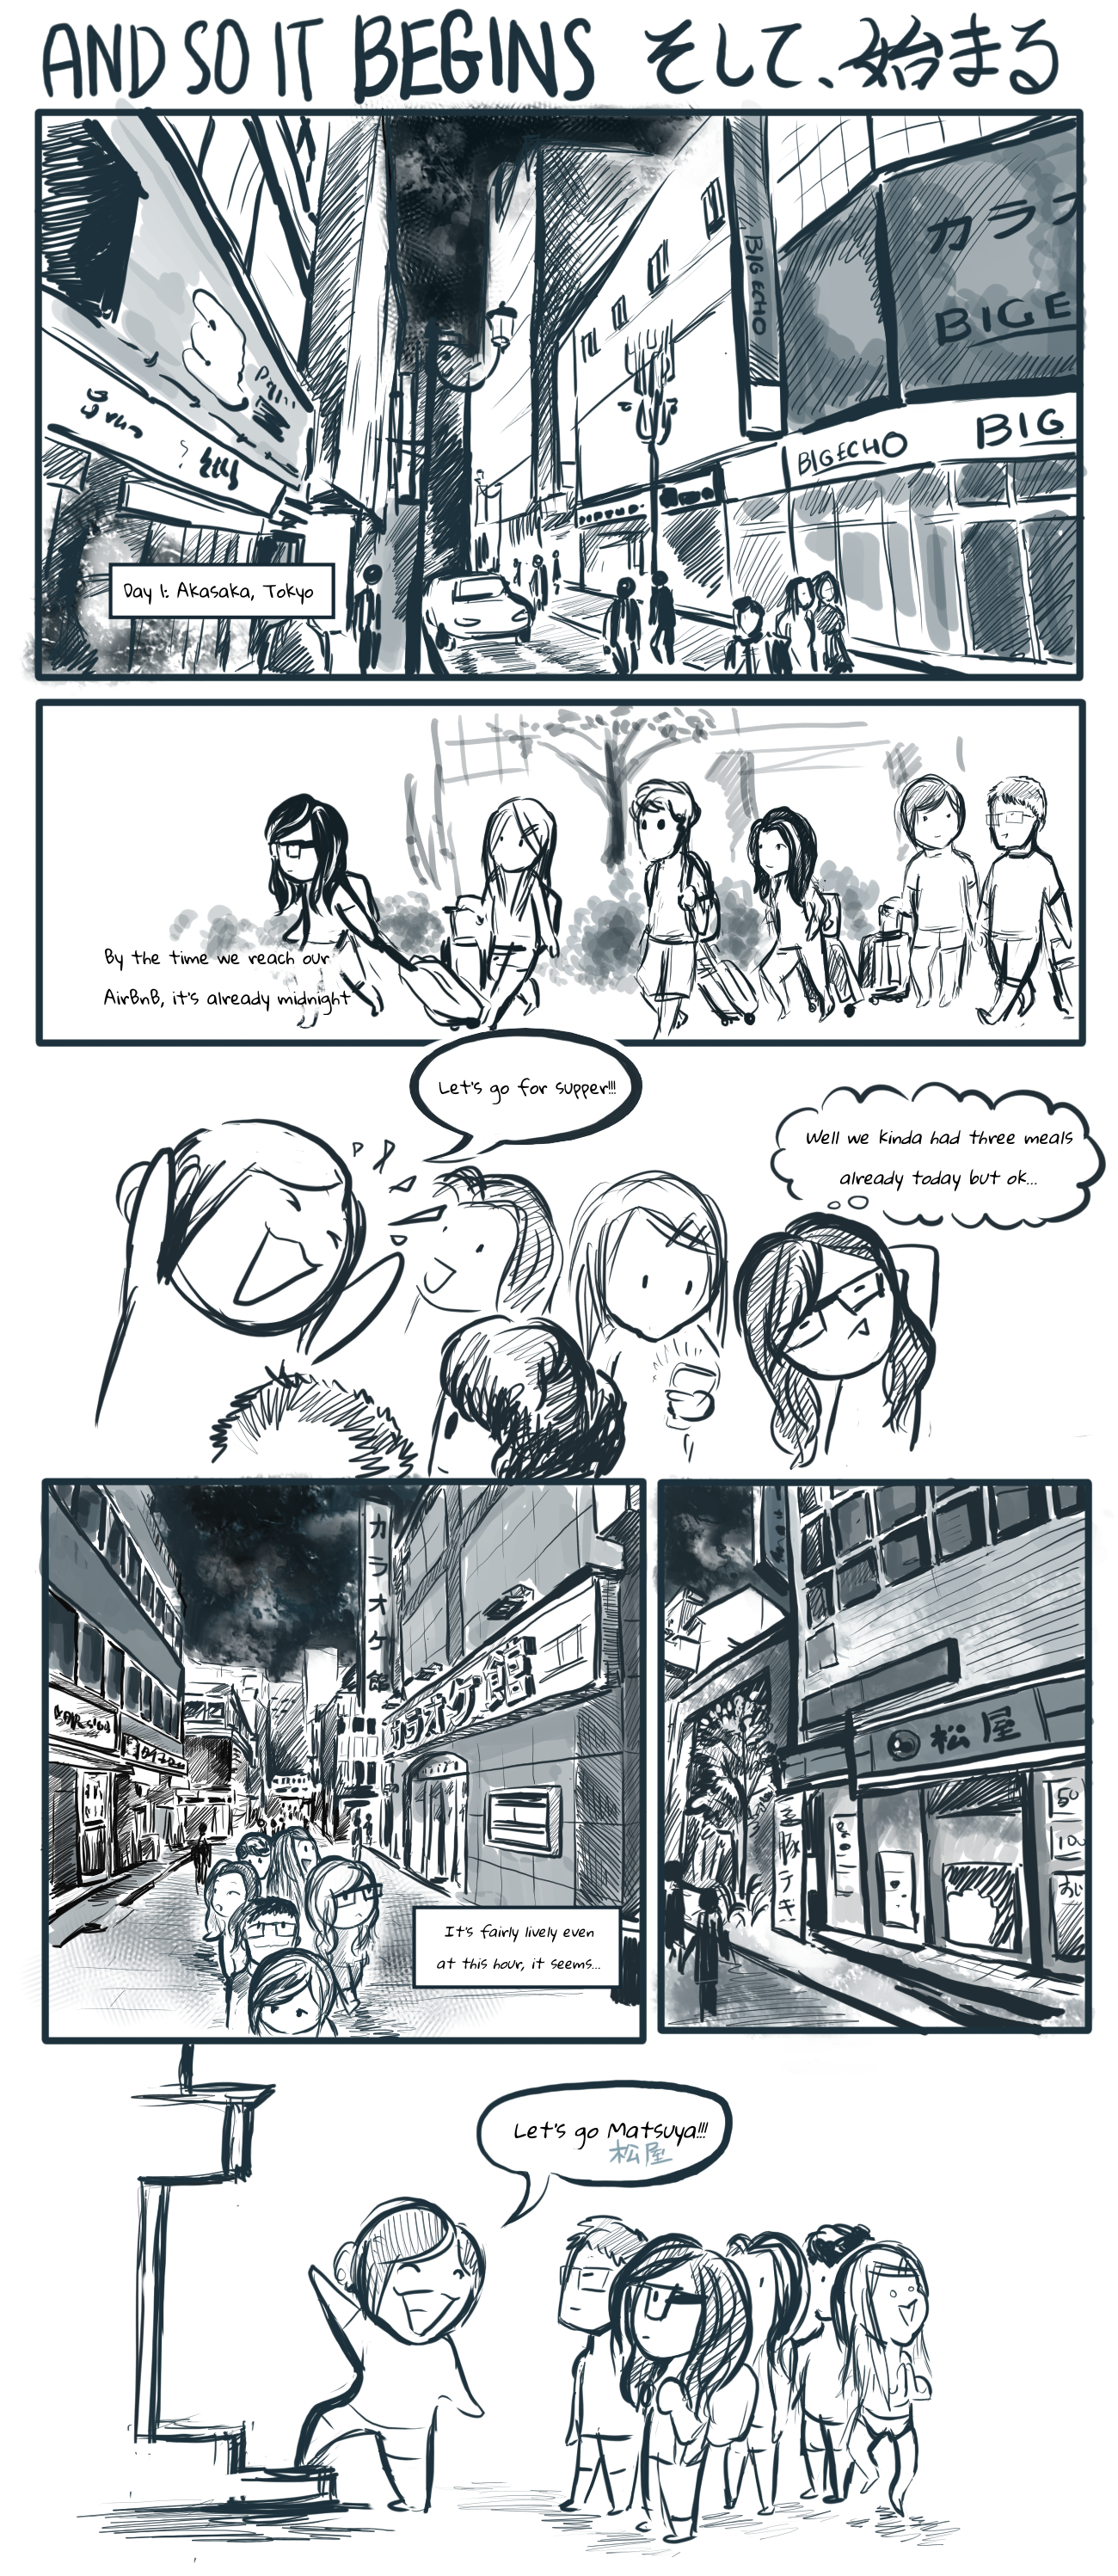 AND SO IT BEGINS そして、始まる
BIG ECHO
カラオ
BIG E
BIG ECHO
BIG
Day 1: Akasaka, Tokyo
By the time we reach our
AirBnB, it's already midnight
Let's go for supper!!!
Well we kinda had three meals
already today but ok...
カラオケ館
カラオケ館
It's fairly lively even
at this hour, it seems...
松屋
50
Let's go Matsuya!!!
松屋